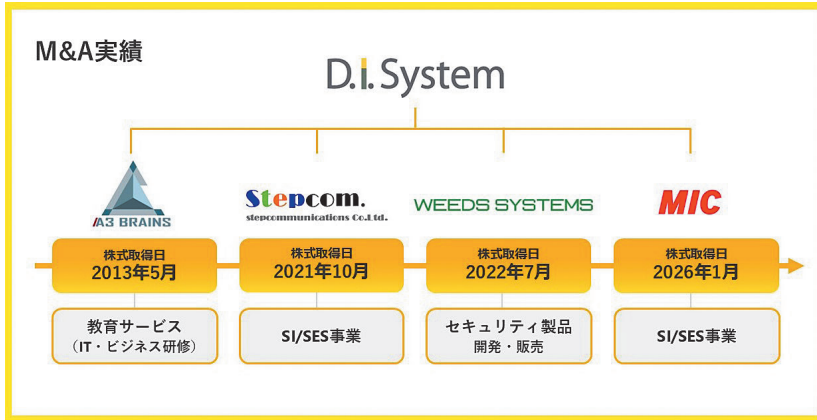 M&A実績
D.i.System
A3 BRAINS
Stepcom.
stepcommunications Co.Ltd.
WEEDS SYSTEMS
MIC
株式取得日
2013年5月
株式取得日
2021年10月
株式取得日
2022年7月
株式取得日
2026年1月
教育サービス
（IT・ビジネス研修）
SI/SES事業
セキュリティ製品
開発・販売
SI/SES事業